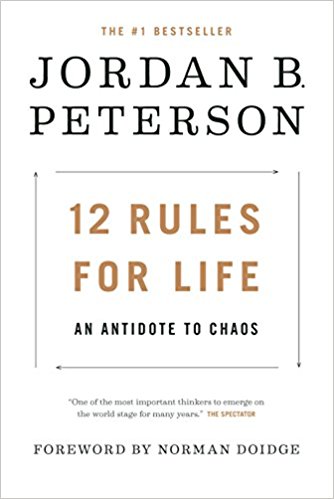 THE #1 BESTSELLER
JORDAN B.
PETERSON
12 RULES
FOR LIFE
AN ANTIDOTE TO CHAOS
"One of the most important thinkers to emerge on
the world stage for many years." THE SPECTATOR
FOREWORD BY NORMAN DOIDGE